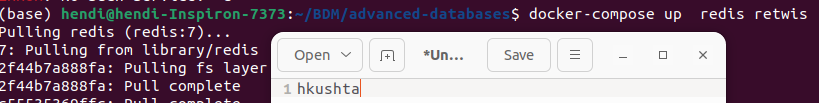 (base) hendi@hendi-Inspiron-7373:~/BDM/advanced-databases$ docker-compose up  redis retwis
Pulling redis (redis:7)...
7: Pulling from library/redis
2f44b7a888fa: Pulling fs layer
2f44b7a888fa: Pull complete
Open
*Un...
Save
1 hkushta